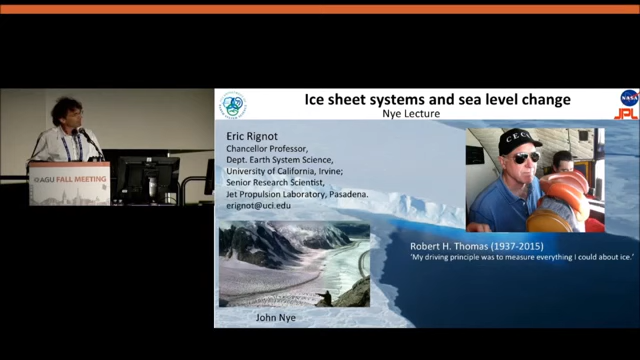 @AGU FALL MEETING
Ice sheet systems and sea level change
Nye Lecture
NASA
JPL
Eric Rignot
Chancellor Professor,
Dept. Earth System Science,
University of California, Irvine;
Senior Research Scientist,
Jet Propulsion Laboratory, Pasadena.
erignot@uci.edu
Robert H. Thomas (1937-2015)
'My driving principle was to measure everything I could about ice.'
John Nye